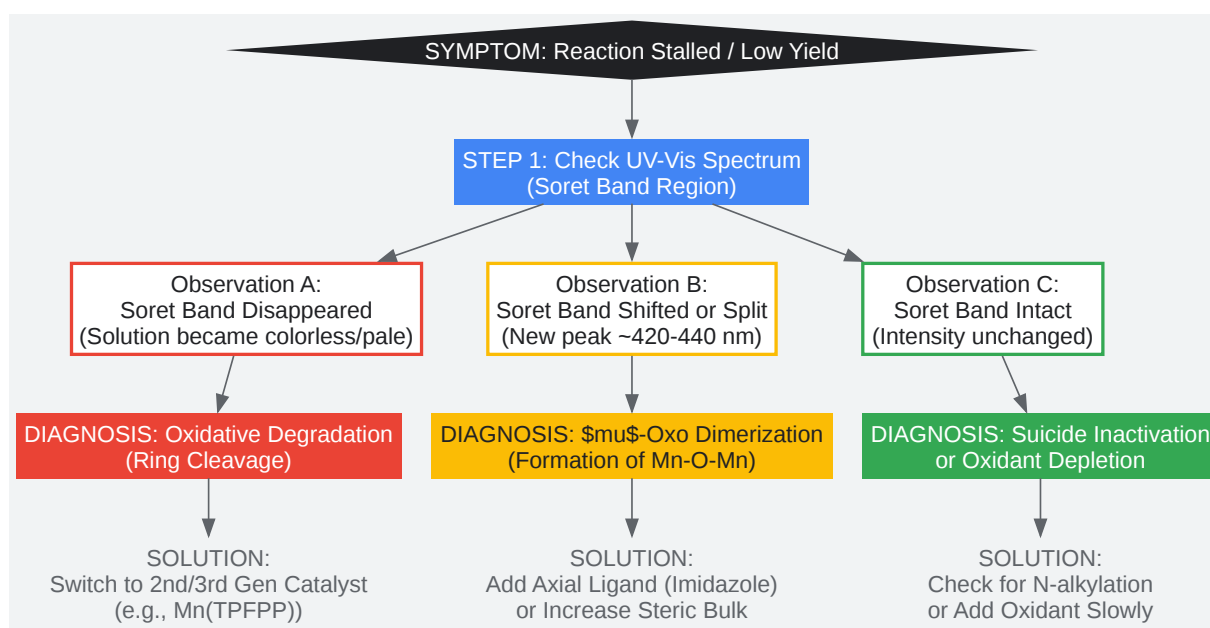 SYMPTOM: Reaction Stalled / Low Yield
STEP 1: Check UV-Vis Spectrum
(Soret Band Region)
Observation A:
Soret Band Disappeared
(Solution became colorless/pale)
Observation B:
Soret Band Shifted or Split
(New peak ~420-440 nm)
Observation C:
Soret Band Intact
(Intensity unchanged)
DIAGNOSIS: Oxidative Degradation
(Ring Cleavage)
DIAGNOSIS: $mu$-Oxo Dimerization
(Formation of Mn-O-Mn)
DIAGNOSIS: Suicide Inactivation
or Oxidant Depletion
SOLUTION:
Switch to 2nd/3rd Gen Catalyst
(e.g., Mn(TPFPP))
SOLUTION:
Add Axial Ligand (Imidazole)
or Increase Steric Bulk
SOLUTION:
Check for N-alkylation
or Add Oxidant Slowly